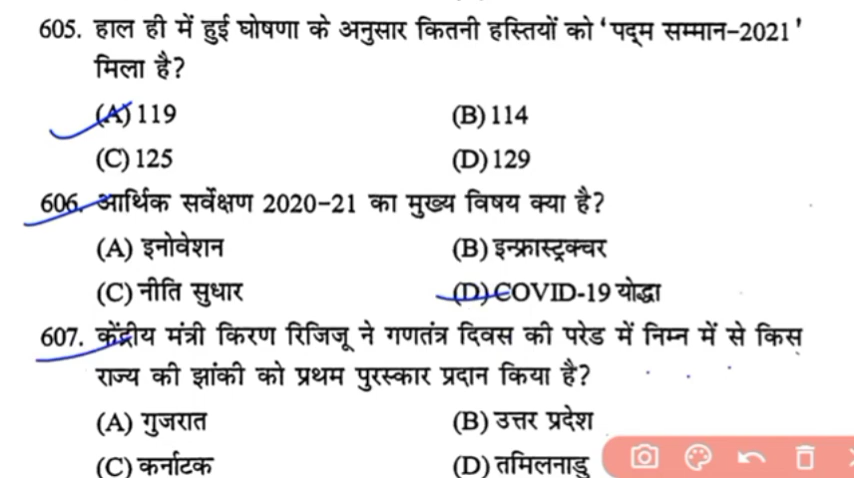 605. हाल ही में हुई घोषणा के अनुसार कितनी हस्तियों को ‘पद्म सम्मान-2021’
मिला है?
(A) 119 (B) 114
(C) 125 (D) 129
606. आर्थिक सर्वेक्षण 2020-21 का मुख्य विषय क्या है?
(A) इनोवेशन (B) इन्फ्रास्ट्रक्चर
(C) नीति सुधार (D) COVID-19 योद्धा
607. केंद्रीय मंत्री किरण रिजिजू ने गणतंत्र दिवस की परेड में निम्न में से किस
राज्य की झांकी को प्रथम पुरस्कार प्रदान किया है?
(A) गुजरात (B) उत्तर प्रदेश
(C) कर्नाटक (D) तमिलनाडु